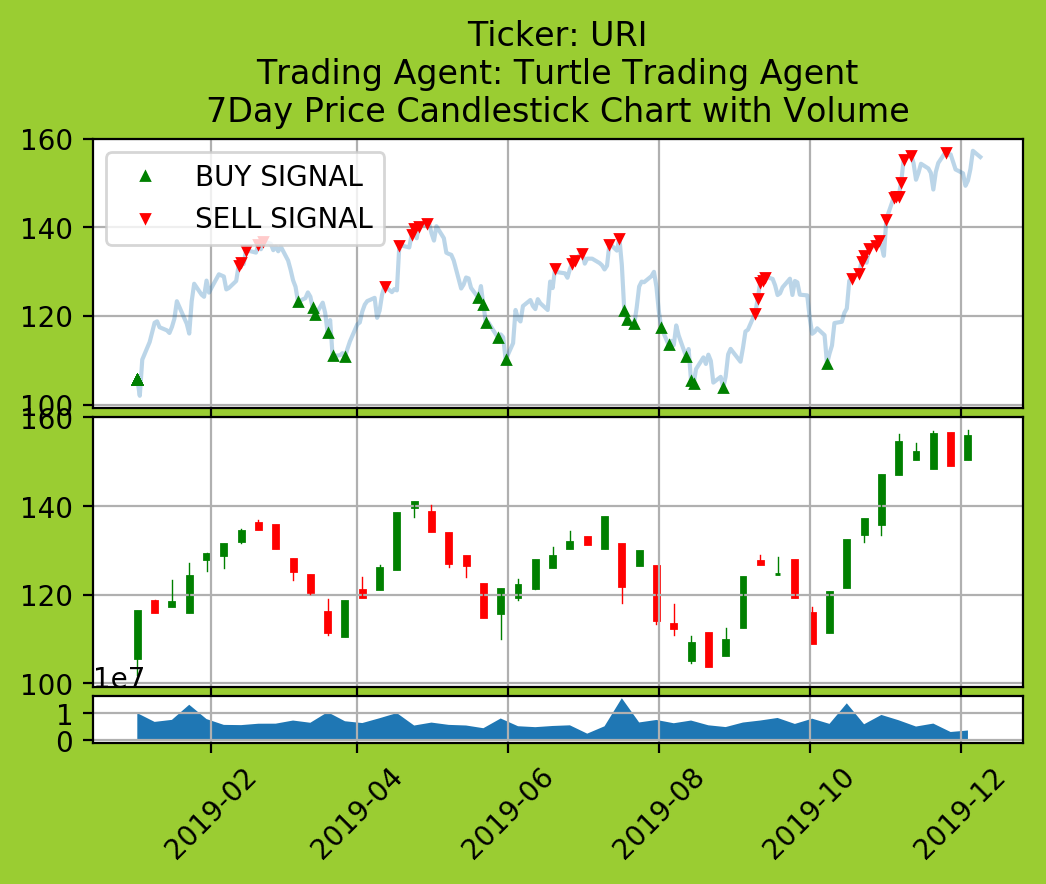 Ticker: URI
Trading Agent: Turtle Trading Agent
7Day Price Candlestick Chart with Volume
160
BUY SIGNAL
SELL SIGNAL
140
120
100
160
140
120
100
1e7
1
0
2019-02
2019-04
2019-06
2019-08
2019-10
2019-12